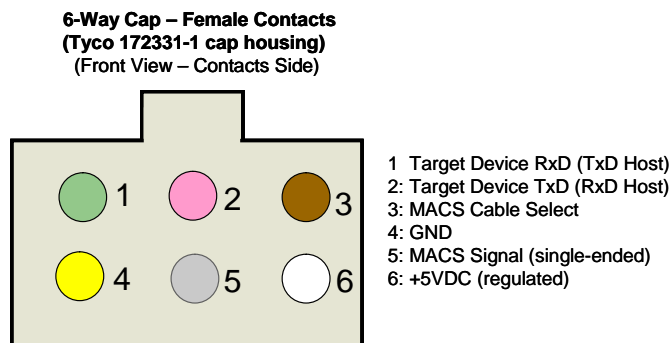 6-Way Cap – Female Contacts
(Tyco 172331-1 cap housing)
(Front View – Contacts Side)
1 2 3
4 5 6
1 Target Device RxD (TxD Host)
2: Target Device TxD (RxD Host)
3: MACS Cable Select
4: GND
5: MACS Signal (single-ended)
6: +5VDC (regulated)